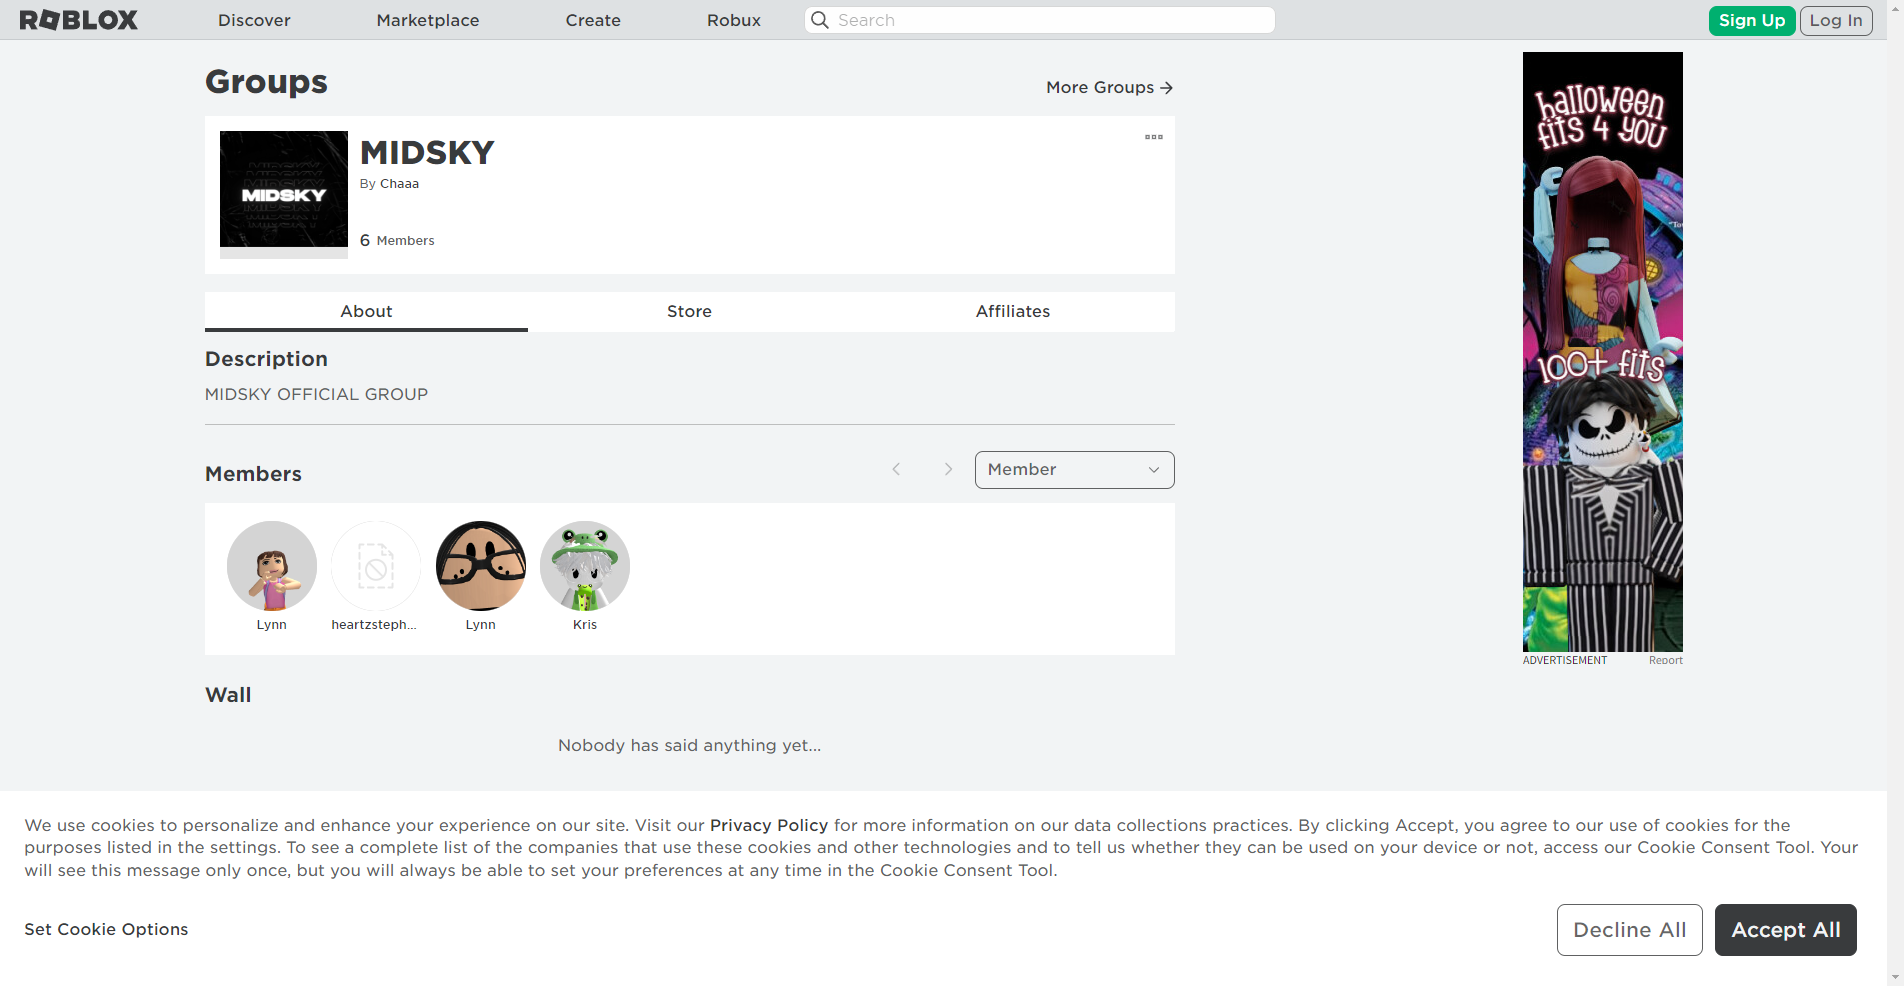 ROBLOX
Discover
Marketplace
Create
Robux
Search
Sign Up
Log In
Groups
More Groups →
MIDSKY
MIDSKY
By Chaaa
6 Members
About
Store
Affiliates
Description
MIDSKY OFFICIAL GROUP
Members
Member
Lynn
heartzsteph...
Lynn
Kris
Wall
Nobody has said anything yet...
halloween
fits 4 you
100+ fits
ADVERTISEMENT
Report
We use cookies to personalize and enhance your experience on our site. Visit our Privacy Policy for more information on our data collections practices. By clicking Accept, you agree to our use of cookies for the
purposes listed in the settings. To see a complete list of the companies that use these cookies and other technologies and to tell us whether they can be used on your device or not, access our Cookie Consent Tool. Your
will see this message only once, but you will always be able to set your preferences at any time in the Cookie Consent Tool.
Set Cookie Options
Decline All
Accept All